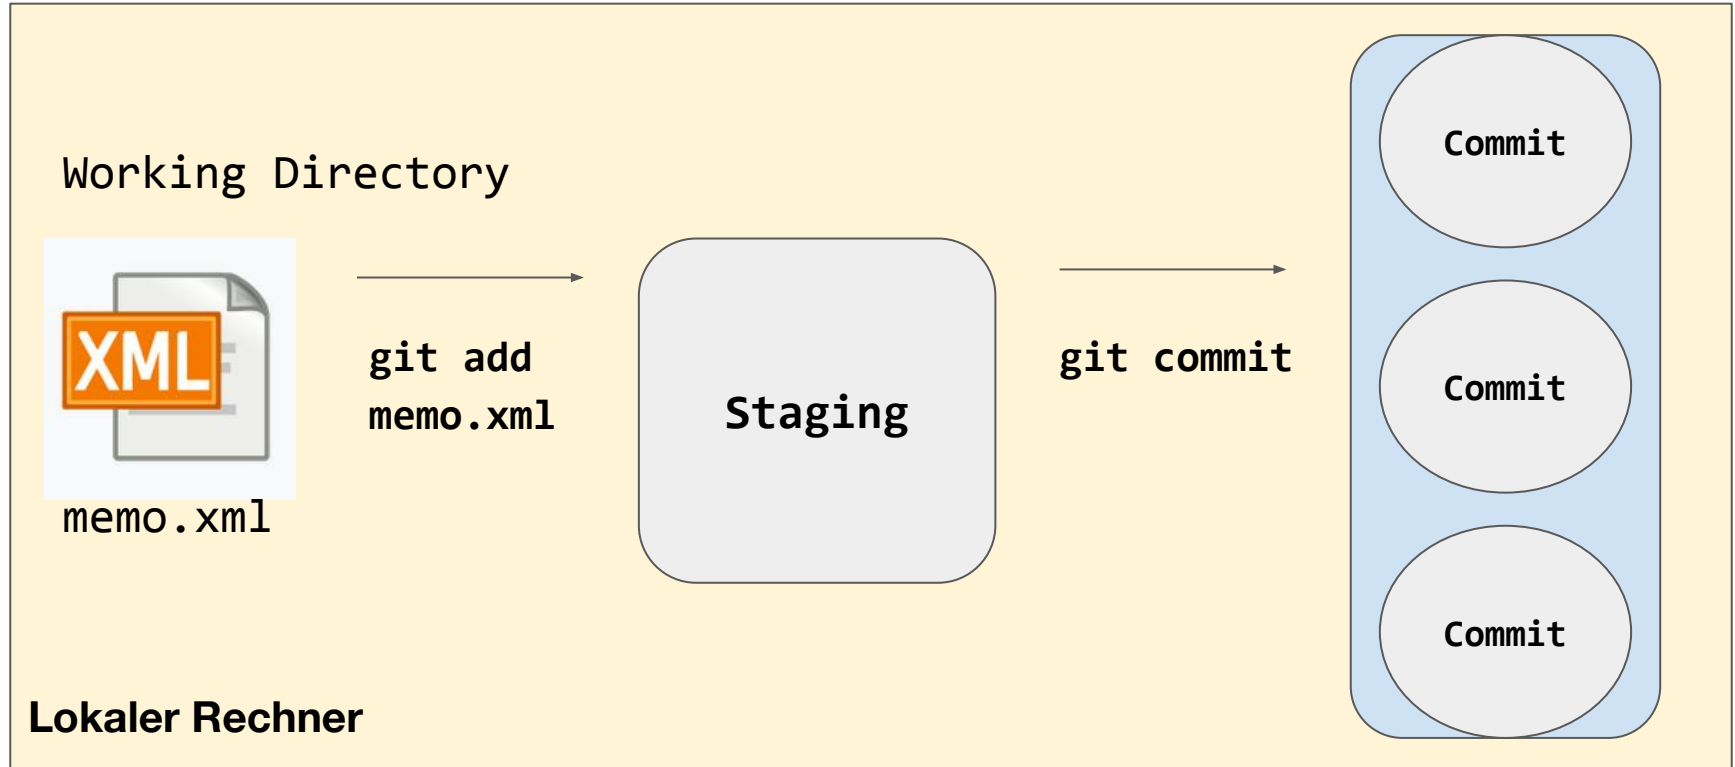 Working Directory
XML
memo.xml
git add
memo.xml
Staging
git commit
Commit
Commit
Commit
Lokaler Rechner